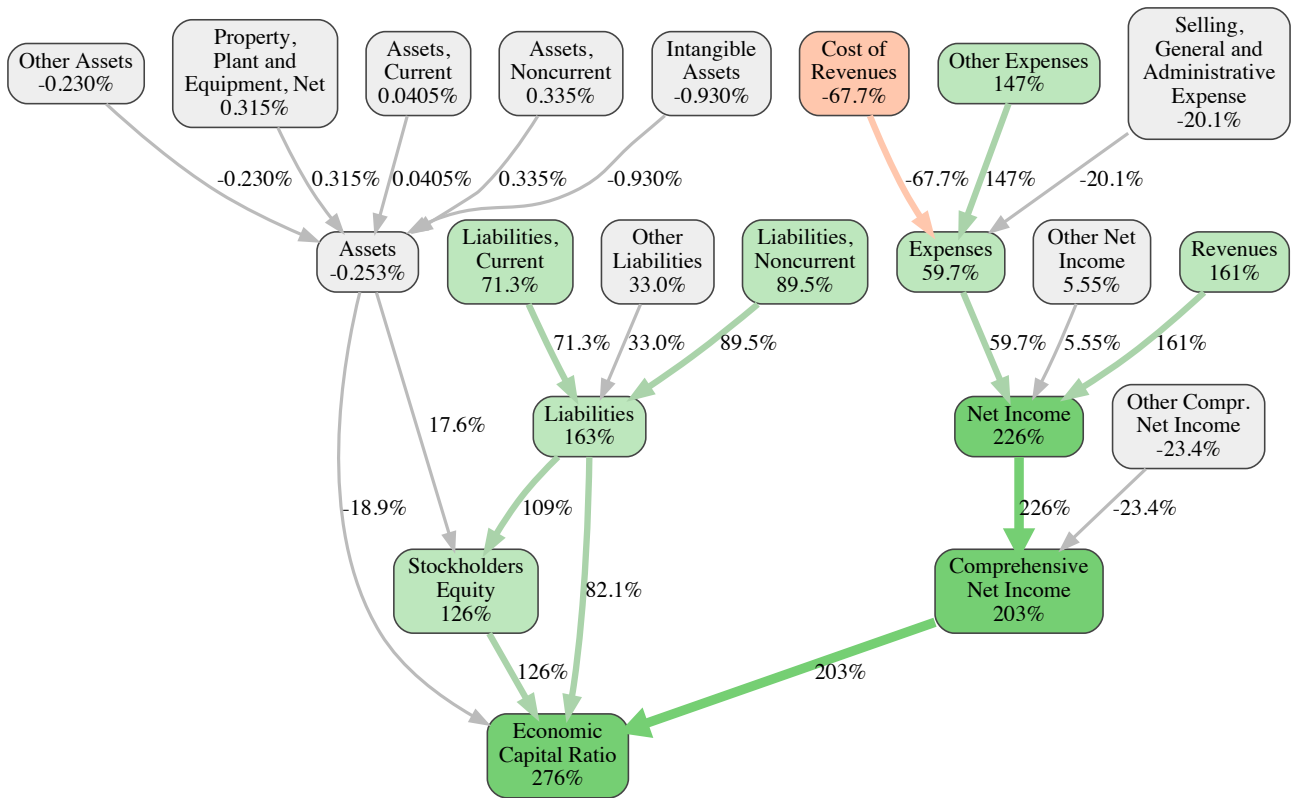 Other Assets
-0.230%
Property,
Plant and
Equipment, Net
0.315%
Assets,
Current
0.0405%
Assets,
Noncurrent
0.335%
Intangible
Assets
-0.930%
Cost of
Revenues
-67.7%
Other Expenses
147%
Selling,
General and
Administrative
Expense
-20.1%
-0.230%
0.315%
0.0405%
0.335%
-0.930%
-67.7%
147%
-20.1%
Assets
-0.253%
Liabilities,
Current
71.3%
Other
Liabilities
33.0%
Liabilities,
Noncurrent
89.5%
Expenses
59.7%
Other Net
Income
5.55%
Revenues
161%
71.3%
33.0%
89.5%
59.7%
5.55%
161%
17.6%
Liabilities
163%
Net Income
226%
Other Compr.
Net Income
-23.4%
-18.9%
109%
226%
-23.4%
Stockholders
Equity
126%
82.1%
Comprehensive
Net Income
203%
126%
203%
Economic
Capital Ratio
276%